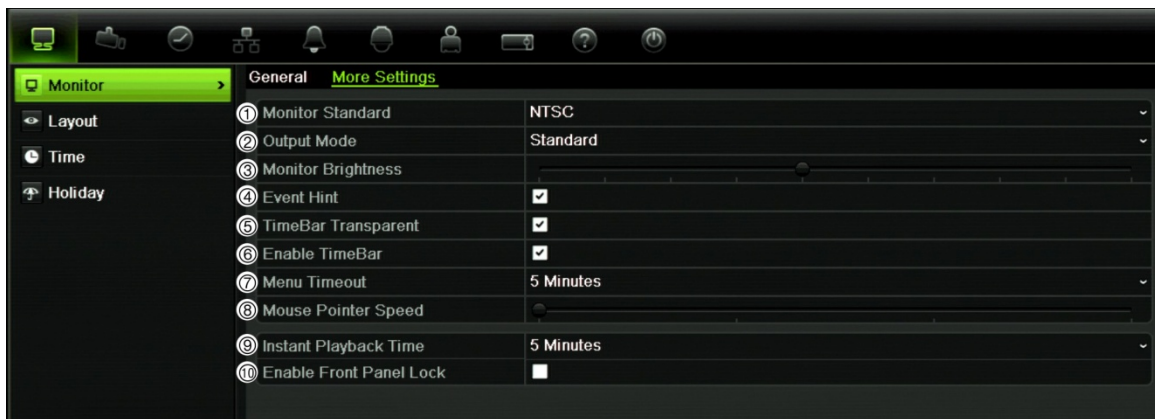 General More Settings
Monitor
Layout
Time
Holiday
① Monitor Standard NTSC
② Output Mode Standard
③ Monitor Brightness
④ Event Hint
⑤ TimeBar Transparent
⑥ Enable TimeBar
⑦ Menu Timeout 5 Minutes
⑧ Mouse Pointer Speed
⑨ Instant Playback Time 5 Minutes
⑩ Enable Front Panel Lock